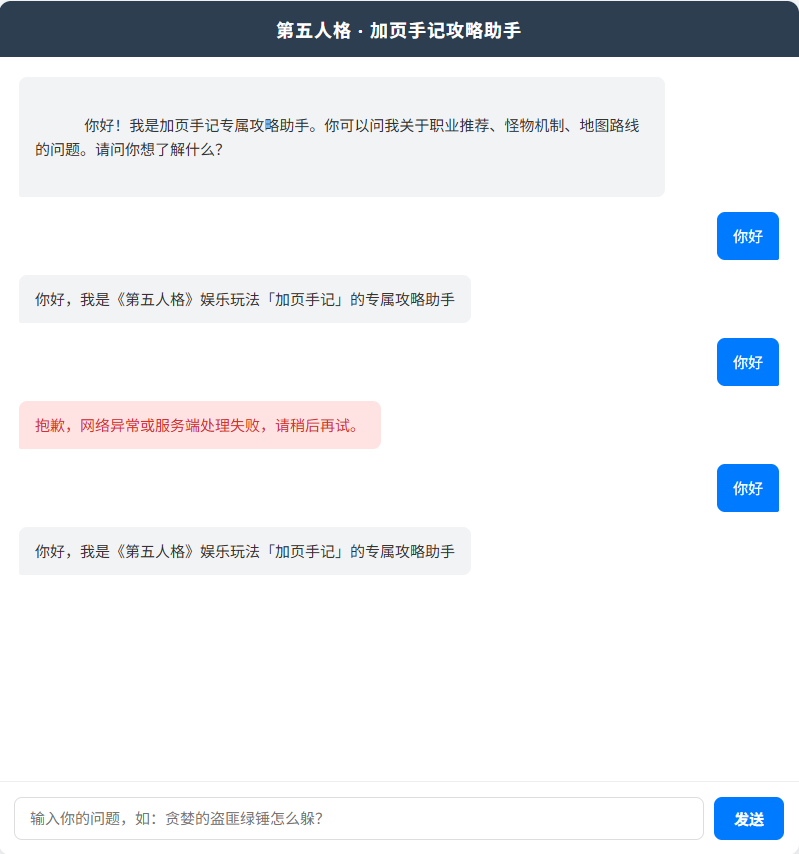 第五人格 · 加页手记攻略助手
你好！我是加页手记专属攻略助手。你可以问我关于职业推荐、怪物机制、地图路线
的问题。请问你想了解什么？
你好
你好，我是《第五人格》娱乐玩法「加页手记」的专属攻略助手
你好
抱歉，网络异常或服务端处理失败，请稍后再试。
你好
你好，我是《第五人格》娱乐玩法「加页手记」的专属攻略助手
输入你的问题，如：贪婪的盗匪绿锤怎么躲？
发送